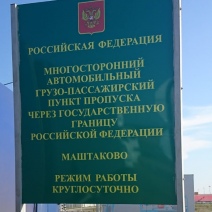 РОССИЙСКАЯ ФЕДЕРАЦИЯ
МНОГОСТОРОННИЙ
АВТОМОБИЛЬНЫЙ
ГРУЗО-ПАССАЖИРСКИЙ
ПУНКТ ПРОПУСКА
ЧЕРЕЗ ГОСУДАРСТВЕННУЮ
ГРАНИЦУ
РОССИЙСКОЙ ФЕДЕРАЦИИ
МАШТАКОВО
РЕЖИМ РАБОТЫ
КРУГЛОСУТОЧНО